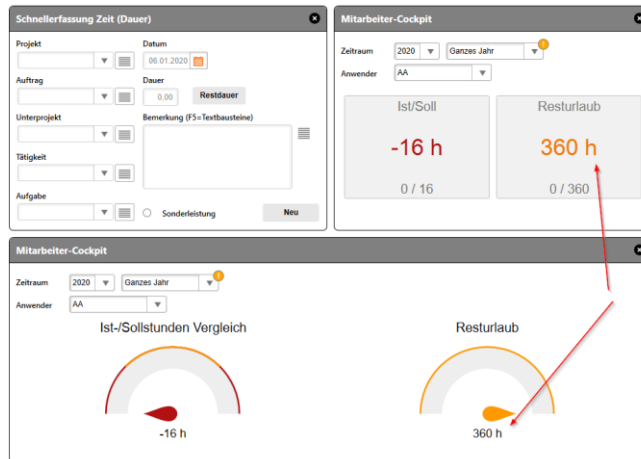 Schnellerfassung Zeit (Dauer)
Projekt
Datum
06.01.2020
Auftrag
Dauer
0,00
Restdauer
Unterprojekt
Bemerkung (F5=Textbausteine)
Tätigkeit
Aufgabe
Sonderleistung
Neu
Mitarbeiter-Cockpit
Zeitraum
2020
Ganzes Jahr
Anwender
AA
Ist/Soll
Resturlaub
-16 h
360 h
0 / 16
0 / 360
Mitarbeiter-Cockpit
Zeitraum
2020
Ganzes Jahr
Anwender
AA
Ist-/Sollstunden Vergleich
Resturlaub
-16 h
360 h